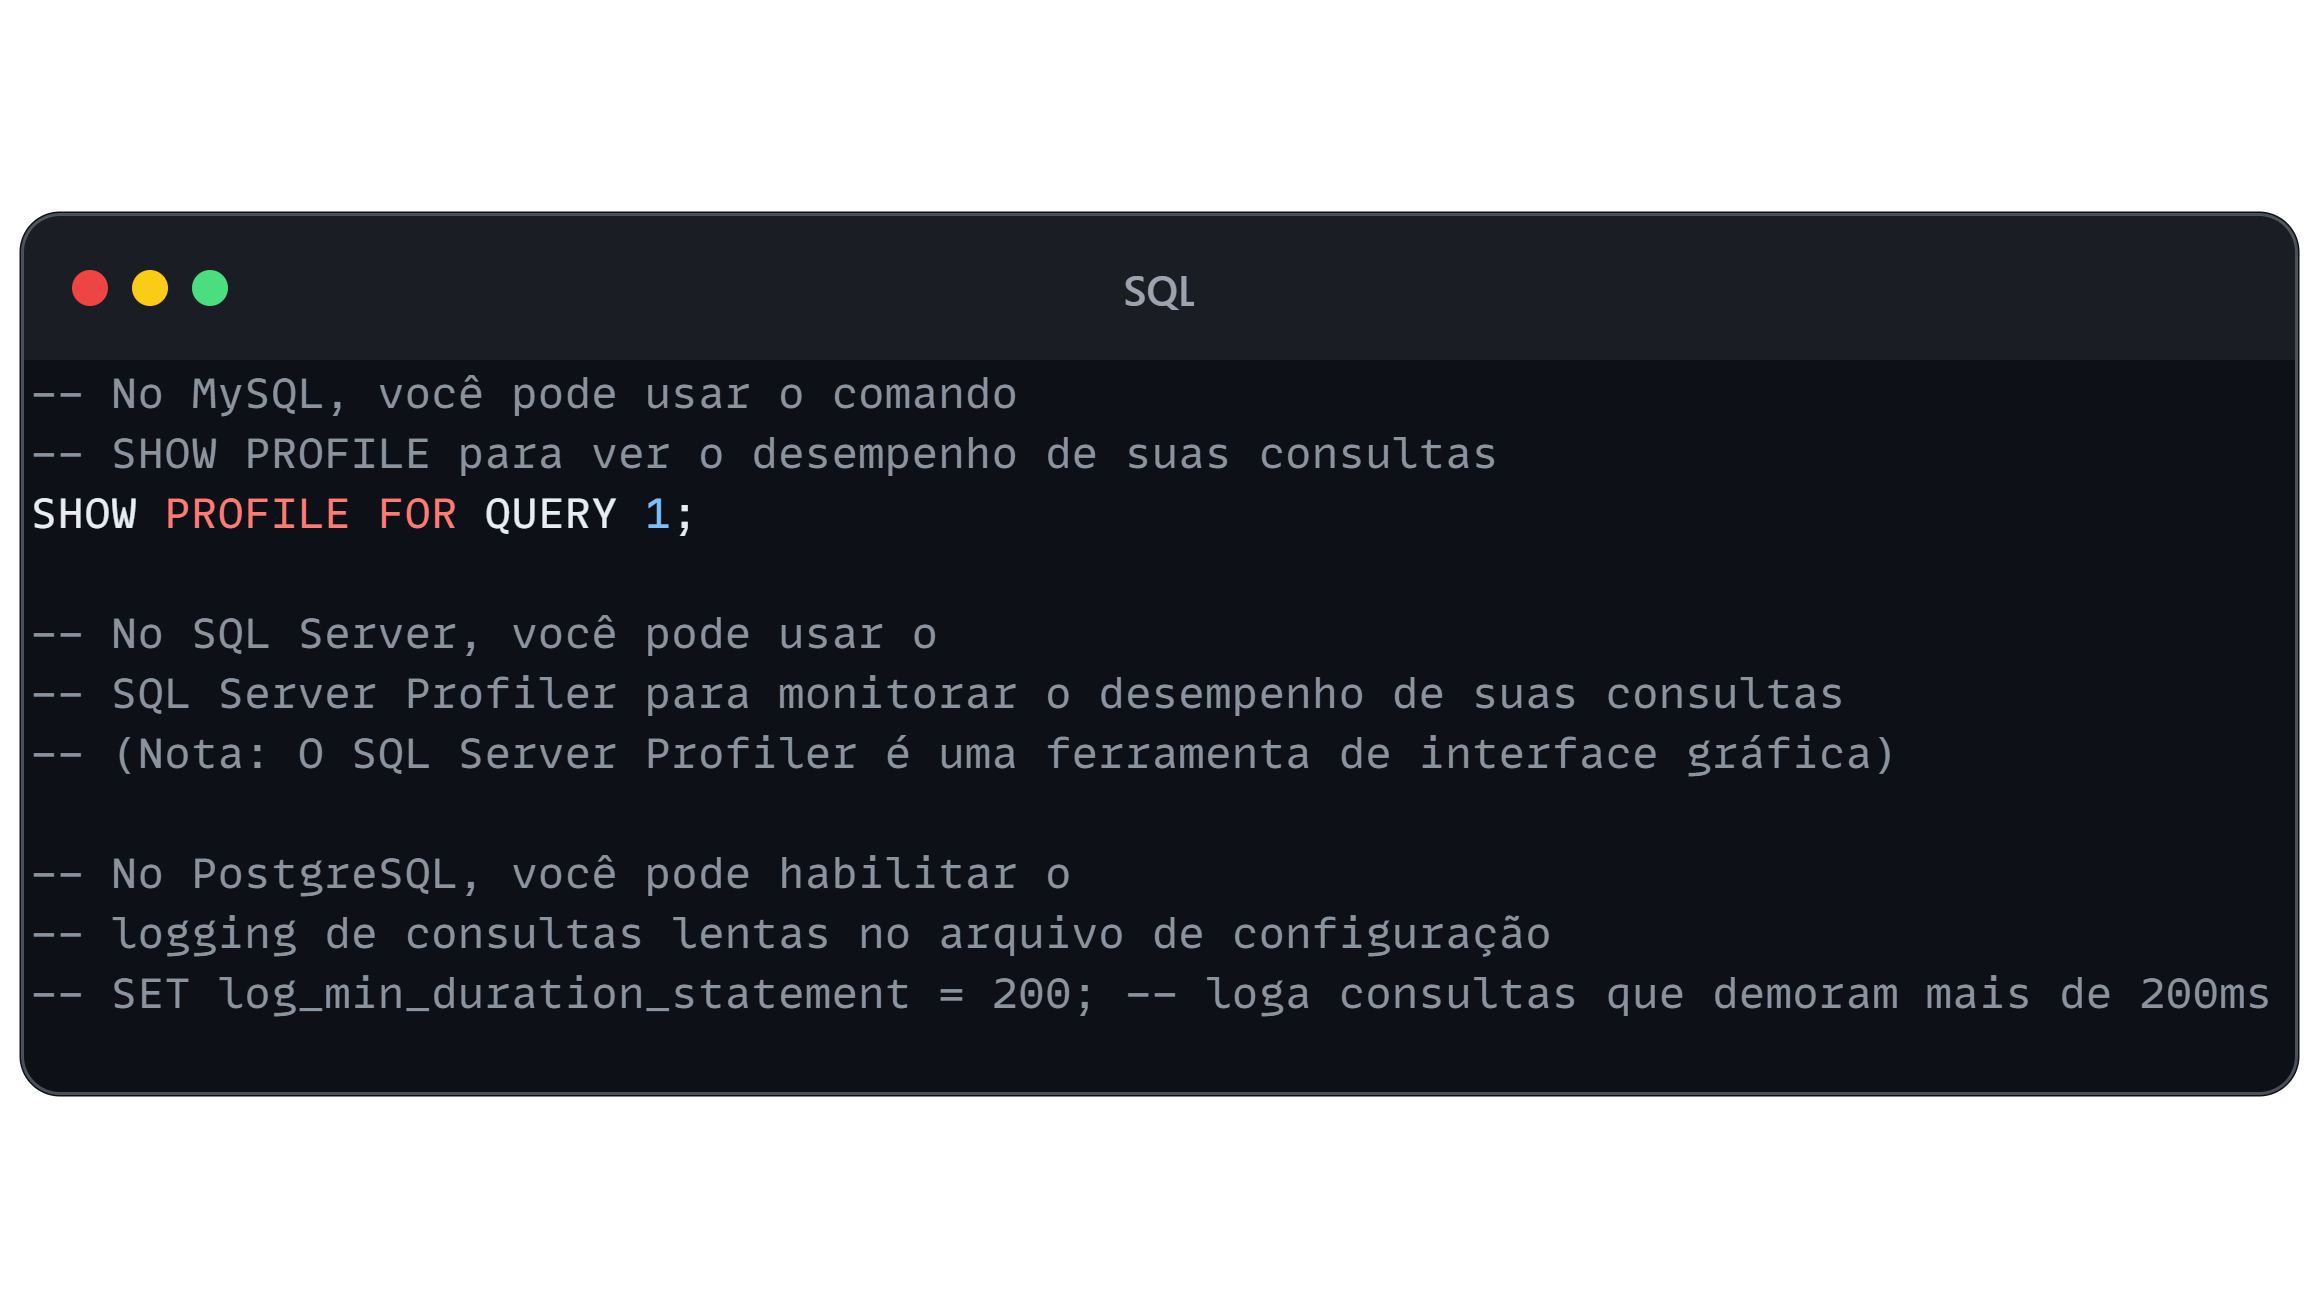 SQL
-- No MySQL, você pode usar o comando
-- SHOW PROFILE para ver o desempenho de suas consultas
SHOW PROFILE FOR QUERY 1;
-- No SQL Server, você pode usar o
-- SQL Server Profiler para monitorar o desempenho de suas consultas
-- (Nota: O SQL Server Profiler é uma ferramenta de interface gráfica)
-- No PostgreSQL, você pode habilitar o
-- logging de consultas lentas no arquivo de configuração
-- SET log_min_duration_statement = 200; -- loga consultas que demoram mais de 200ms